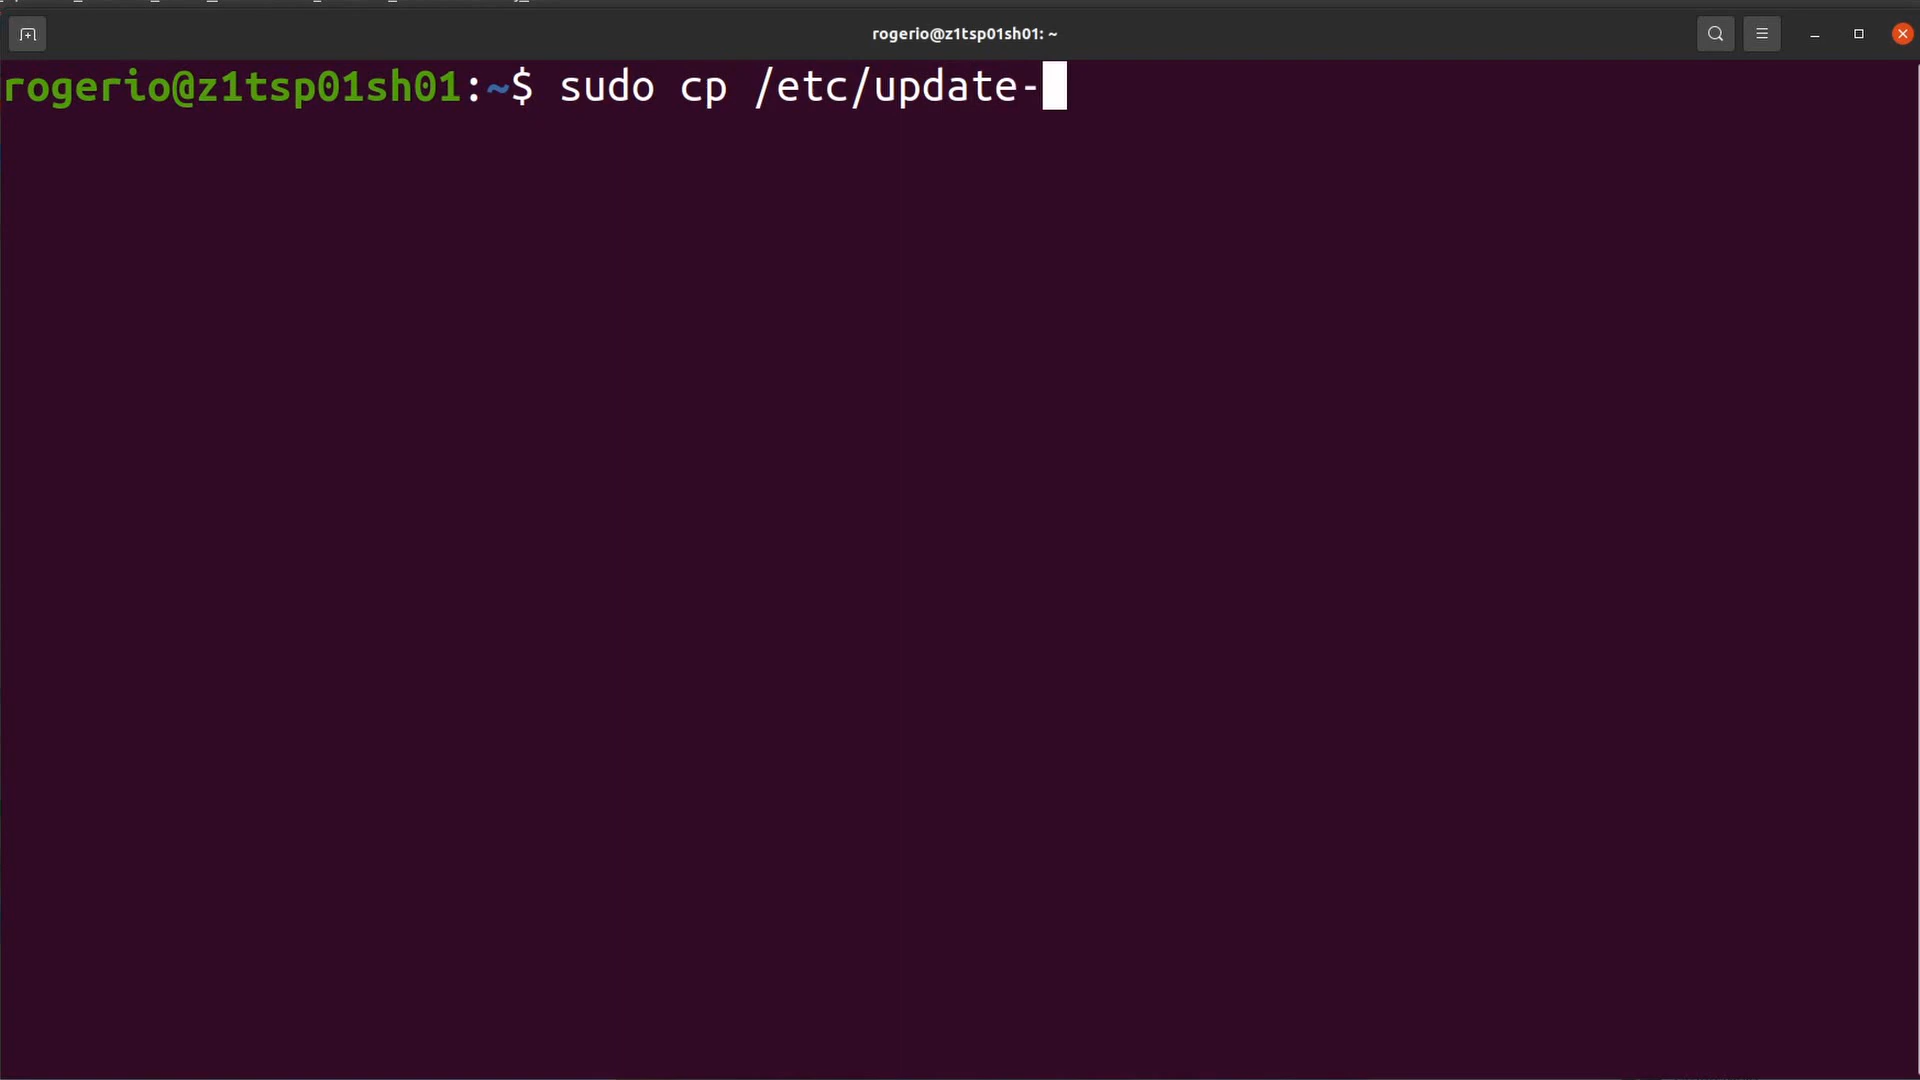 rogerio@z1tsp01sh01: ~
rogerio@z1tsp01sh01:~$ sudo cp /etc/update-